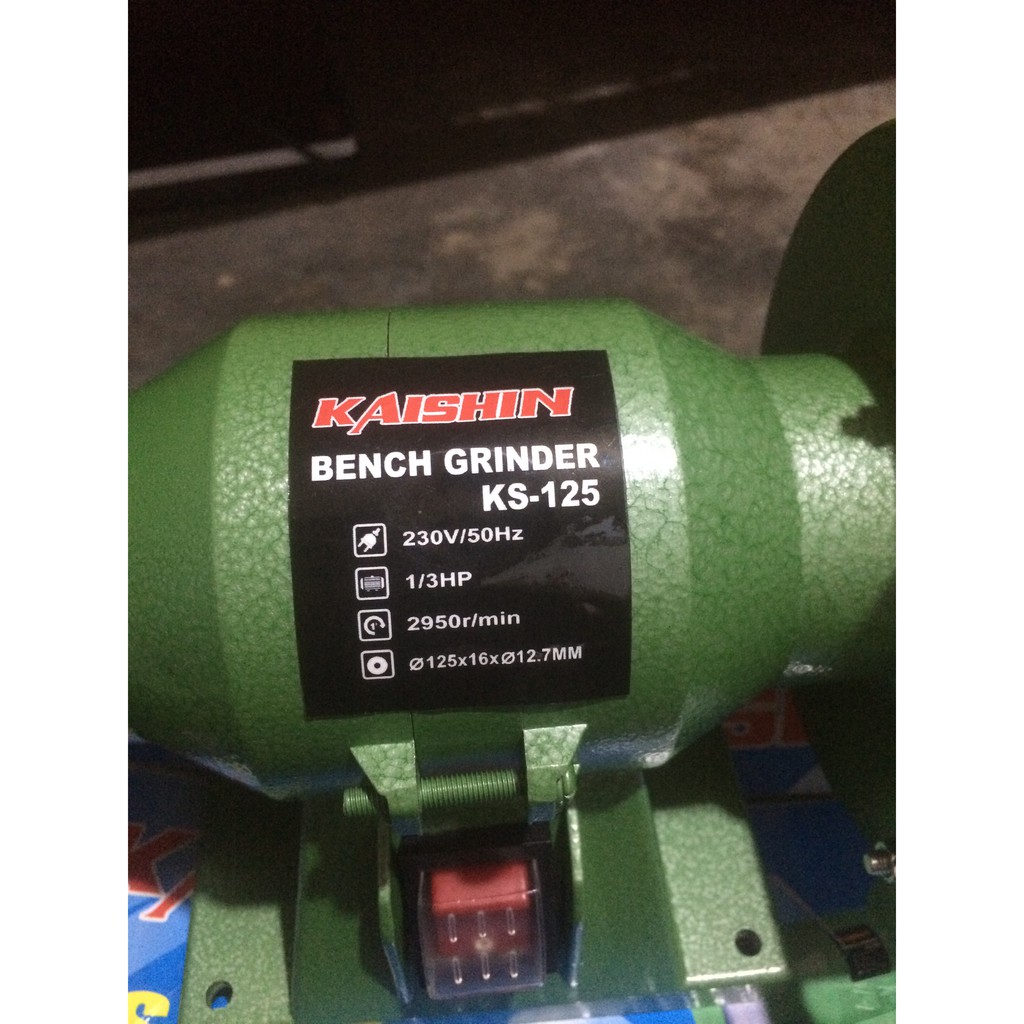 KAISHIN
BENCH GRINDER
KS-125
230V/50Hz
1/3HP
2950r/min
Ø125x16xØ12.7MM